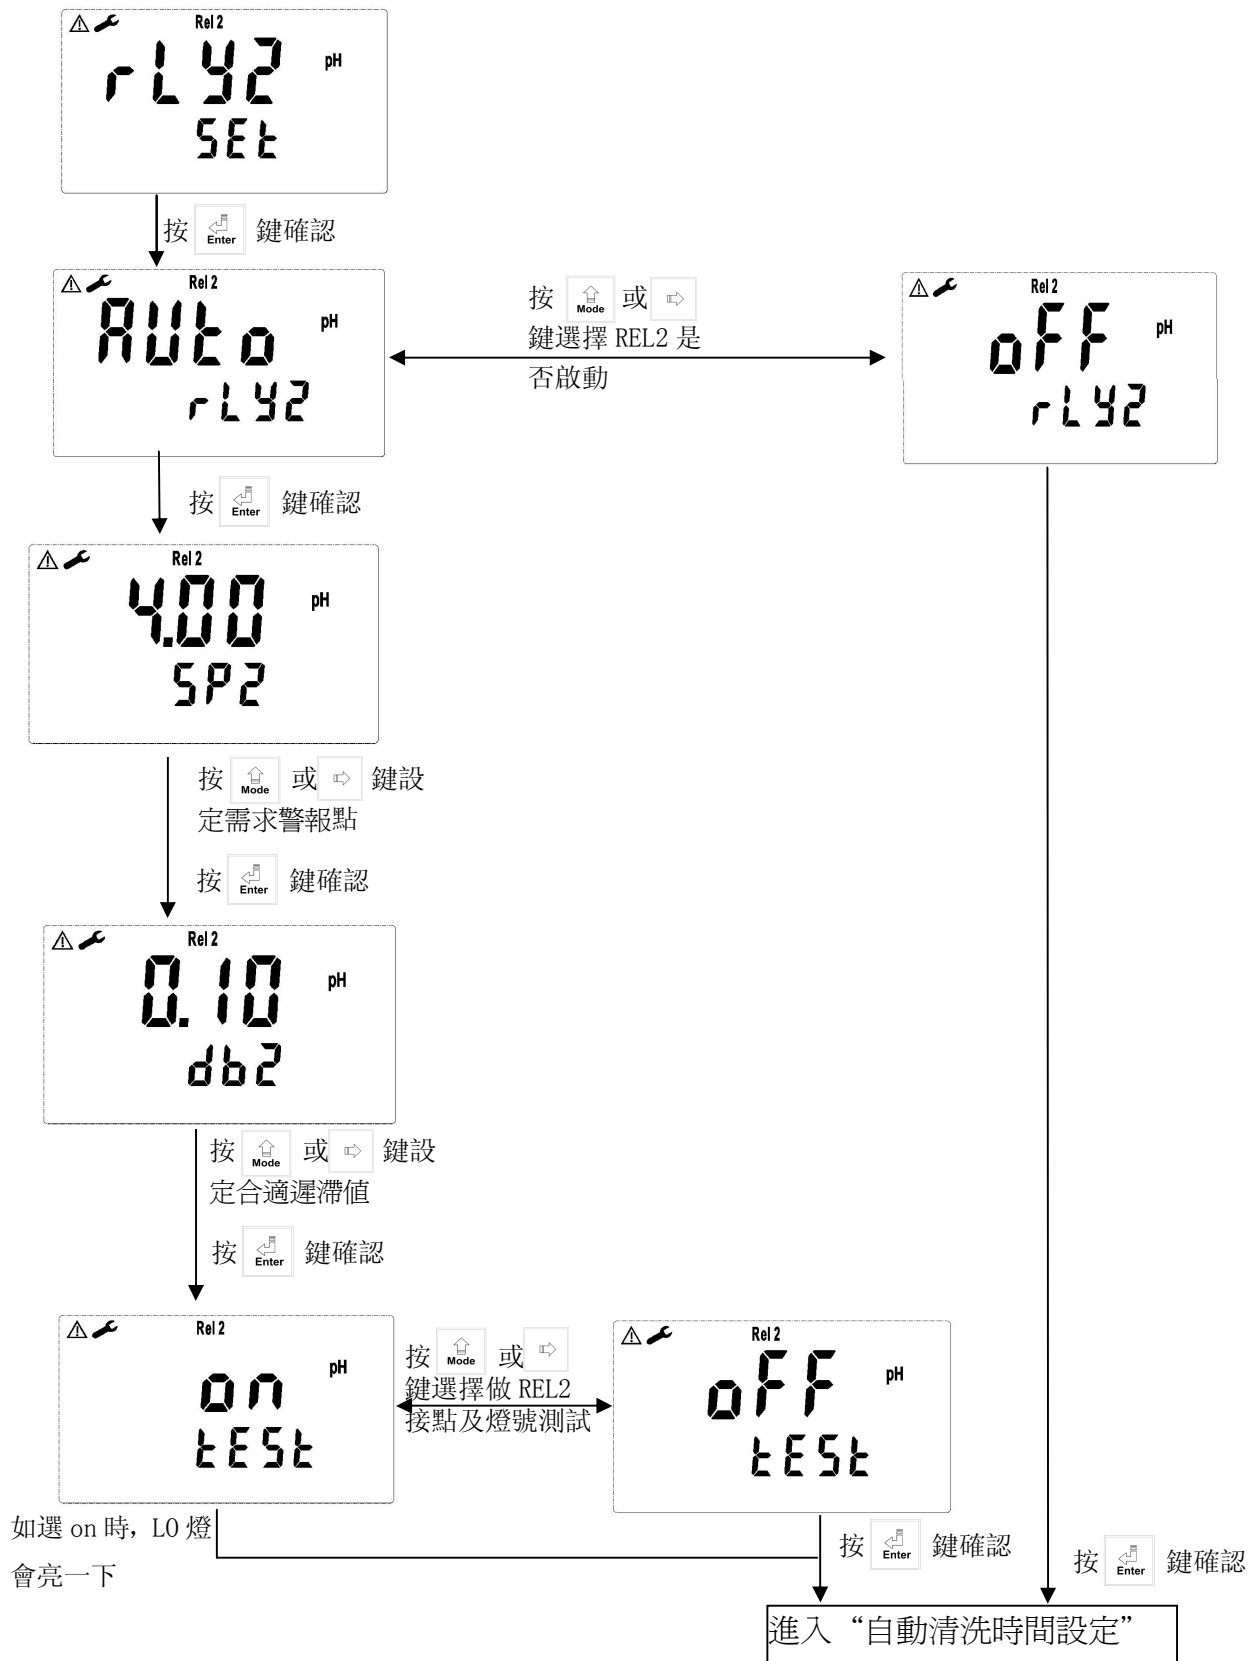 Rel 2
rLY2 pH
SEt
按 Enter 鍵確認
Rel 2
AUto pH
rLY2
按 Mode 或
鍵選擇 REL2 是
否啟動
Rel 2
oFF pH
rLY2
按 Enter 鍵確認
Rel 2
4.00 pH
SP2
按 Mode 或 鍵設
定需求警報點
按 Enter 鍵確認
Rel 2
0.10 pH
db2
按 Mode 或 鍵設
定合適遲滯值
按 Enter 鍵確認
Rel 2
on pH
tESt
按 Mode 或
鍵選擇做 REL2
接點及燈號測試
Rel 2
oFF pH
tESt
如選 on 時，LO 燈
會亮一下
按 Enter 鍵確認
按 Enter 鍵確認
進入“自動清洗時間設定”